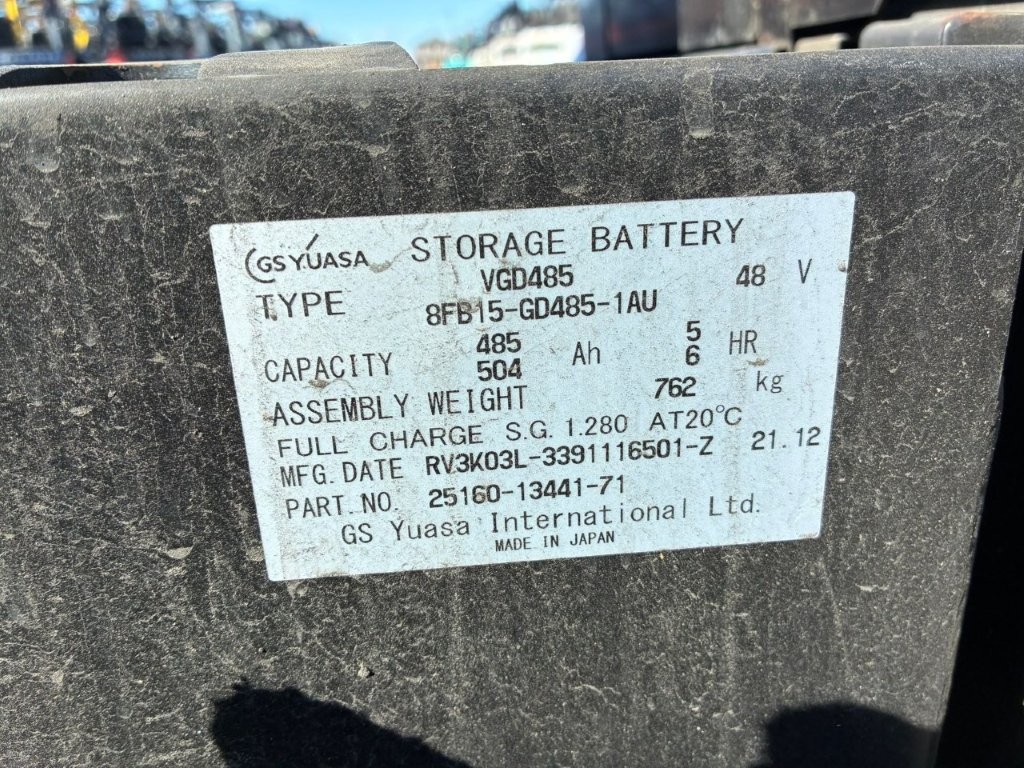 GS YUASA STORAGE BATTERY
VGD485 48 V
TYPE 8FB15-GD485-1AU
CAPACITY 485 Ah 5 HR
504 6
ASSEMBLY WEIGHT 762 kg
FULL CHARGE S.G. 1.280 AT20°C
MFG. DATE RV3K03L-3391116501-Z 21.12
PART. NO. 25160-13441-71
GS Yuasa International Ltd.
MADE IN JAPAN